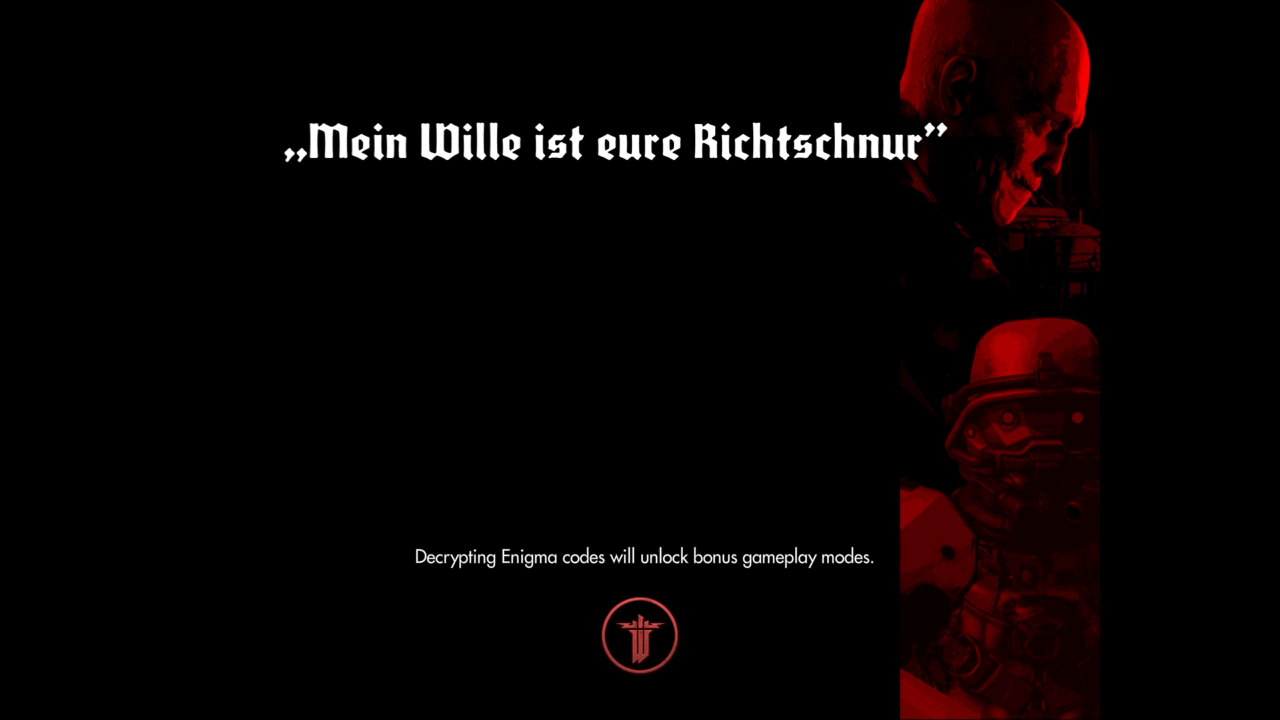 „Mein Wille ist eure Richtschnur”
Decrypting Enigma codes will unlock bonus gameplay modes.